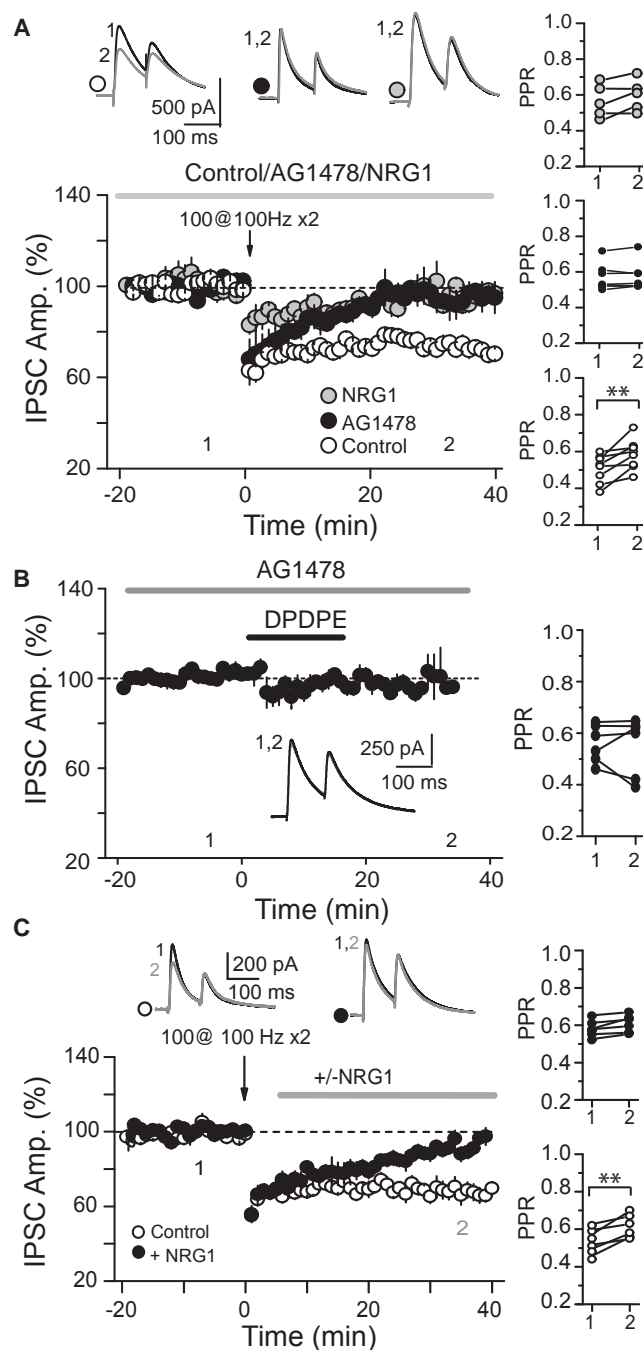 A
1
2
500 pA
100 ms
1,2
1,2
PPR
1.0
0.8
0.6
0.4
0.2
1 2
Control/AG1478/NRG1
100@100Hz x2
IPSC Amp. (%)
140
100
60
20
NRG1
AG1478
Control
1
2
-20 0 20 40
Time (min)
PPR
1.0
0.8
0.6
0.4
0.2
1 2
PPR
**
1.0
0.8
0.6
0.4
0.2
1 2
B
AG1478
DPDPE
IPSC Amp. (%)
140
100
60
20
1,2
250 pA
100 ms
1
2
-20 0 20 40
Time (min)
PPR
1.0
0.8
0.6
0.4
0.2
1 2
C
1
2
200 pA
100 ms
1,2
100@ 100 Hz x2
+/-NRG1
IPSC Amp. (%)
140
100
60
20
1
2
Control
+ NRG1
-20 0 20 40
Time (min)
PPR
1.0
0.8
0.6
0.4
0.2
1 2
PPR
**
1.0
0.8
0.6
0.4
0.2
1 2